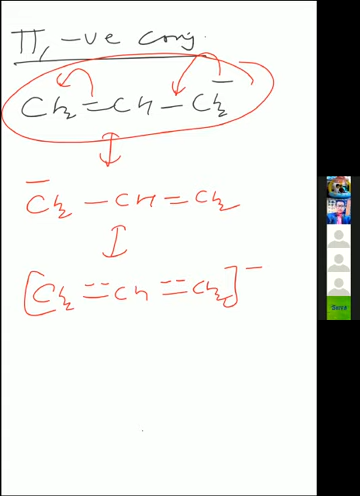 π, -ve conj.
CH₂=CH-CH₂⁻
⁻CH₂-CH=CH₂
[CH₂==CH==CH₂]⁻